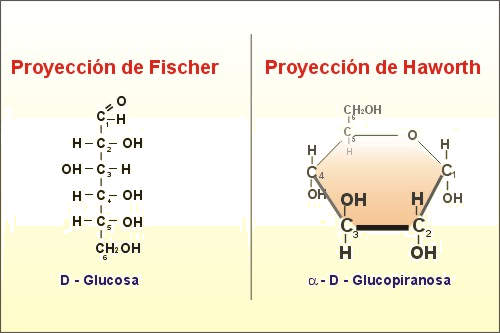 Proyección de Fischer
O
C
1
H
H C 2 OH
OH C 3 H
H C 4 OH
H C 5 OH
CH2OH
6
D - Glucosa
Proyección de Haworth
CH2OH
6
C O
5
H
H H
C C
4 1
OH OH
OH H
C C
3 2
H OH
α - D - Glucopiranosa